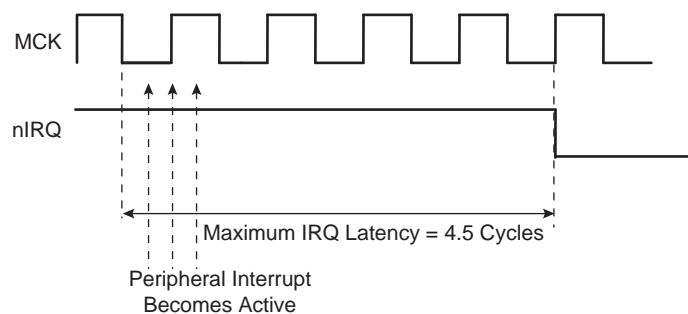 MCK
nIRQ
Maximum IRQ Latency = 4.5 Cycles
Peripheral Interrupt
Becomes Active